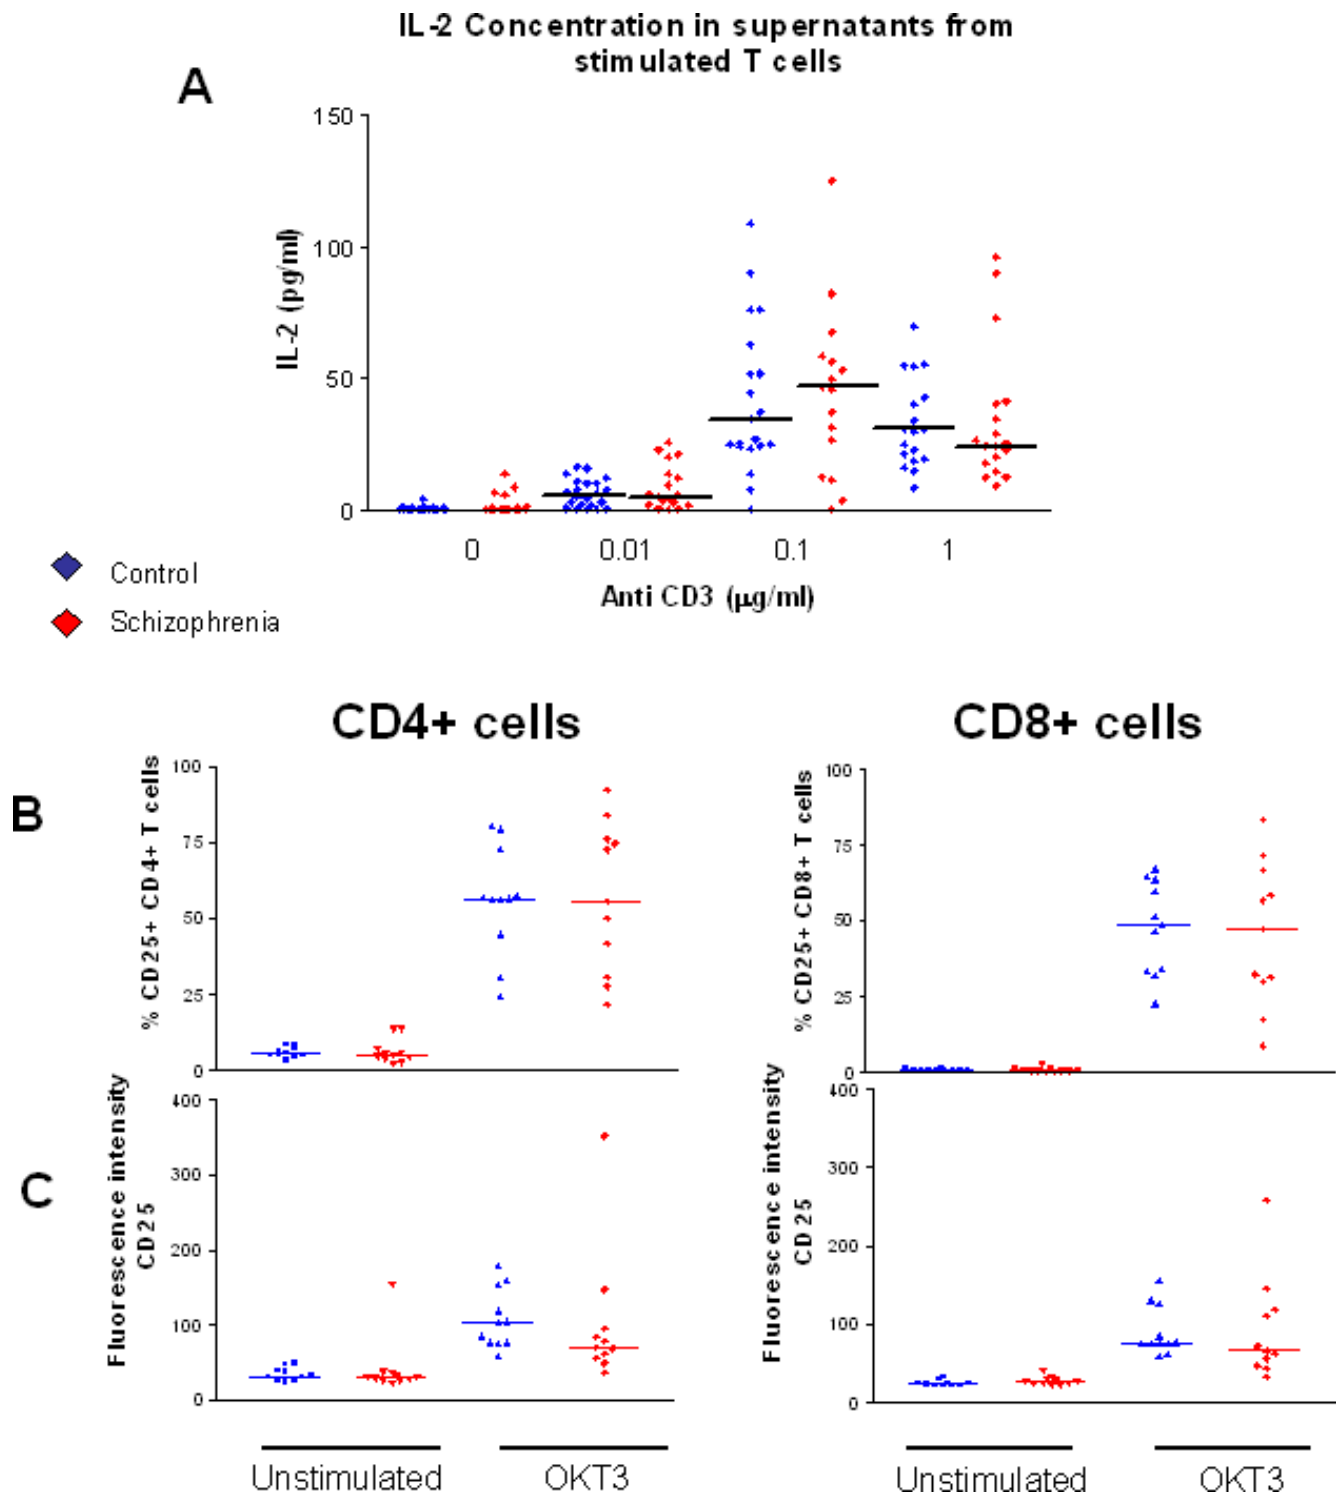 IL-2 Concentration in supernatants from
stimulated T cells
A
150
100
50
0
IL-2 (pg/ml)
0 0.01 0.1 1
Anti CD3 (μg/ml)
Control
Schizophrenia
CD4+ cells
CD8+ cells
B
% CD25+ CD4+ T cells
100
75
50
25
0
% CD25+ CD8+ T cells
100
75
50
25
0
C
Fluorescence intensity
CD25
400
300
200
100
0
Fluorescence intensity
CD25
400
300
200
100
0
Unstimulated OKT3
Unstimulated OKT3